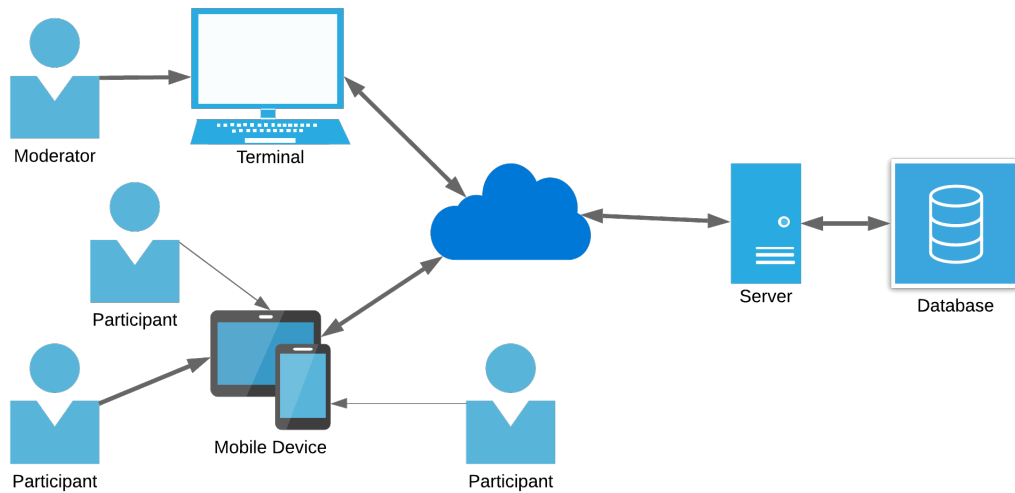 Moderator
Terminal
Participant
Server
Database
Mobile Device
Participant
Participant